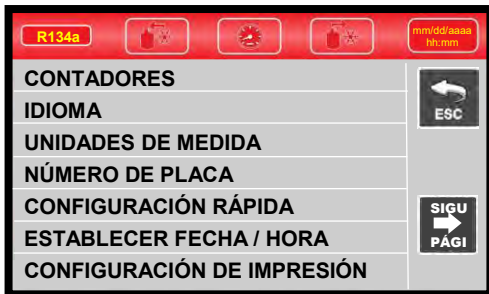 R134a
mm/dd/aaaa
hh:mm
CONTADORES
IDIOMA
UNIDADES DE MEDIDA
NÚMERO DE PLACA
CONFIGURACIÓN RÁPIDA
ESTABLECER FECHA / HORA
CONFIGURACIÓN DE IMPRESIÓN
ESC
SIGU
PÁGI